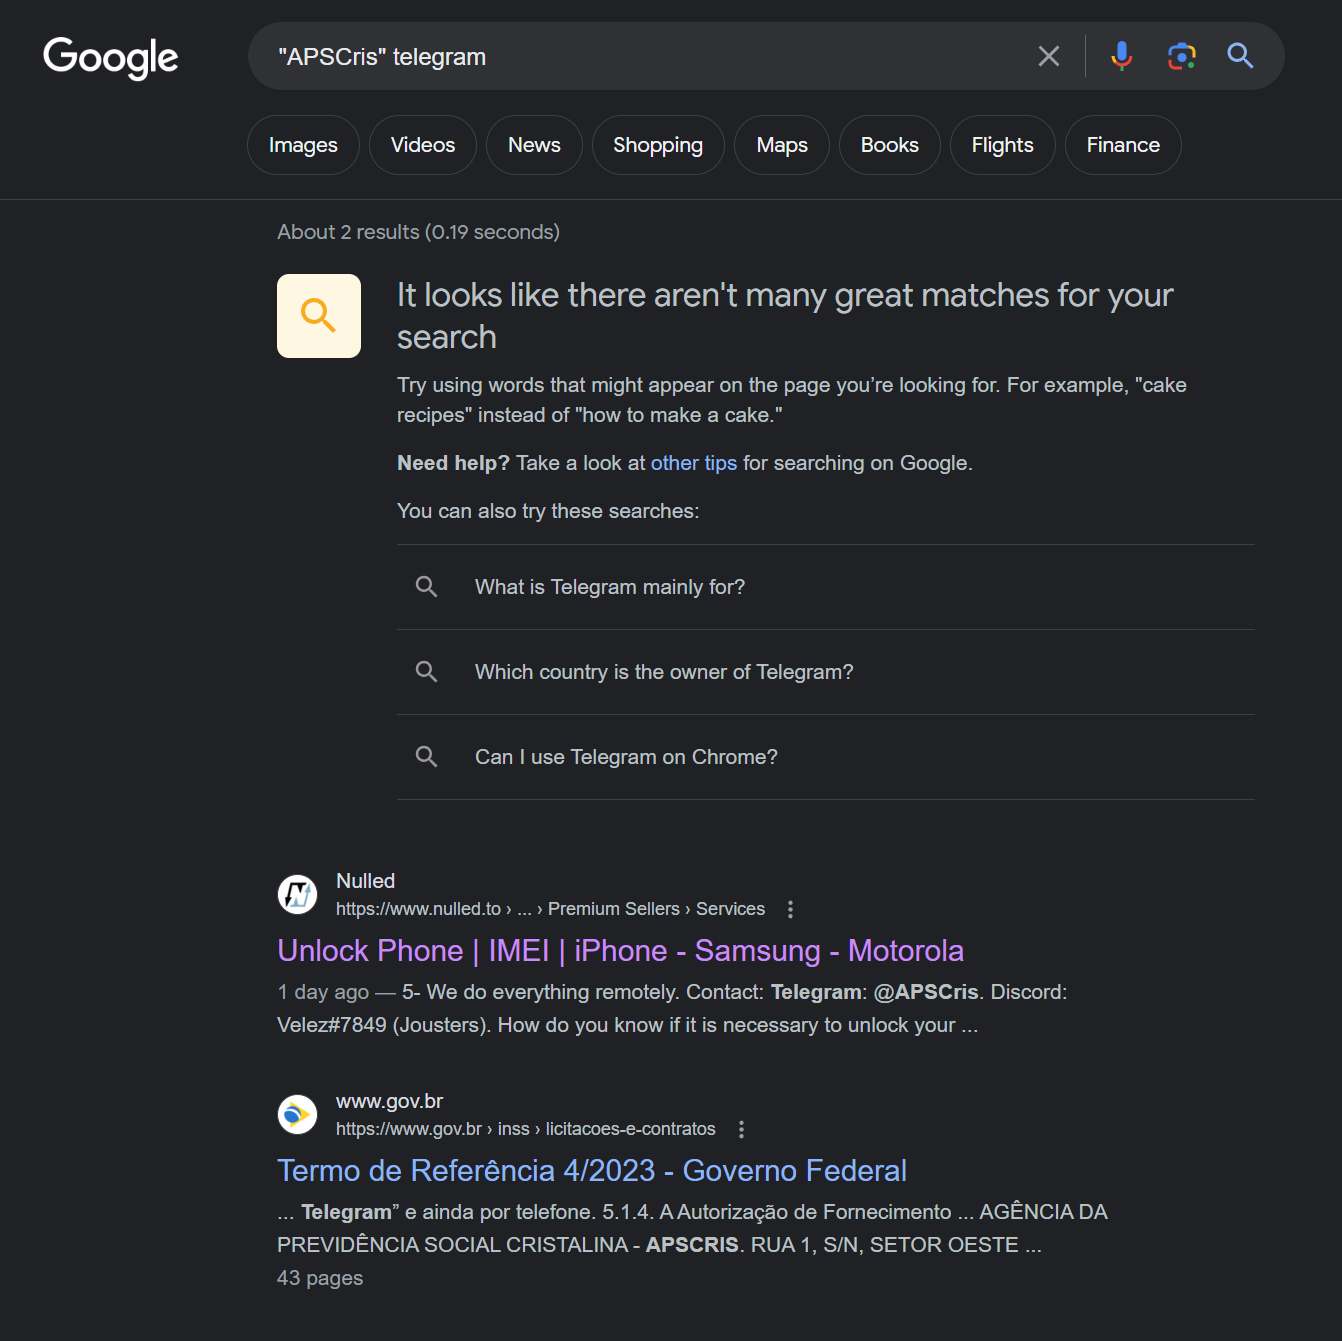 Google
"APSCris" telegram
Images
Videos
News
Shopping
Maps
Books
Flights
Finance
About 2 results (0.19 seconds)
It looks like there aren't many great matches for your
search
Try using words that might appear on the page you’re looking for. For example, "cake
recipes" instead of "how to make a cake."
Need help? Take a look at other tips for searching on Google.
You can also try these searches:
What is Telegram mainly for?
Which country is the owner of Telegram?
Can I use Telegram on Chrome?
Nulled
https://www.nulled.to › ... › Premium Sellers › Services
Unlock Phone | IMEI | iPhone - Samsung - Motorola
1 day ago — 5- We do everything remotely. Contact: Telegram: @APSCris. Discord:
Velez#7849 (Jousters). How do you know if it is necessary to unlock your ...
www.gov.br
https://www.gov.br › inss › licitacoes-e-contratos
Termo de Referência 4/2023 - Governo Federal
... Telegram” e ainda por telefone. 5.1.4. A Autorização de Fornecimento ... AGÊNCIA DA
PREVIDÊNCIA SOCIAL CRISTALINA - APSCRIS. RUA 1, S/N, SETOR OESTE ...
43 pages